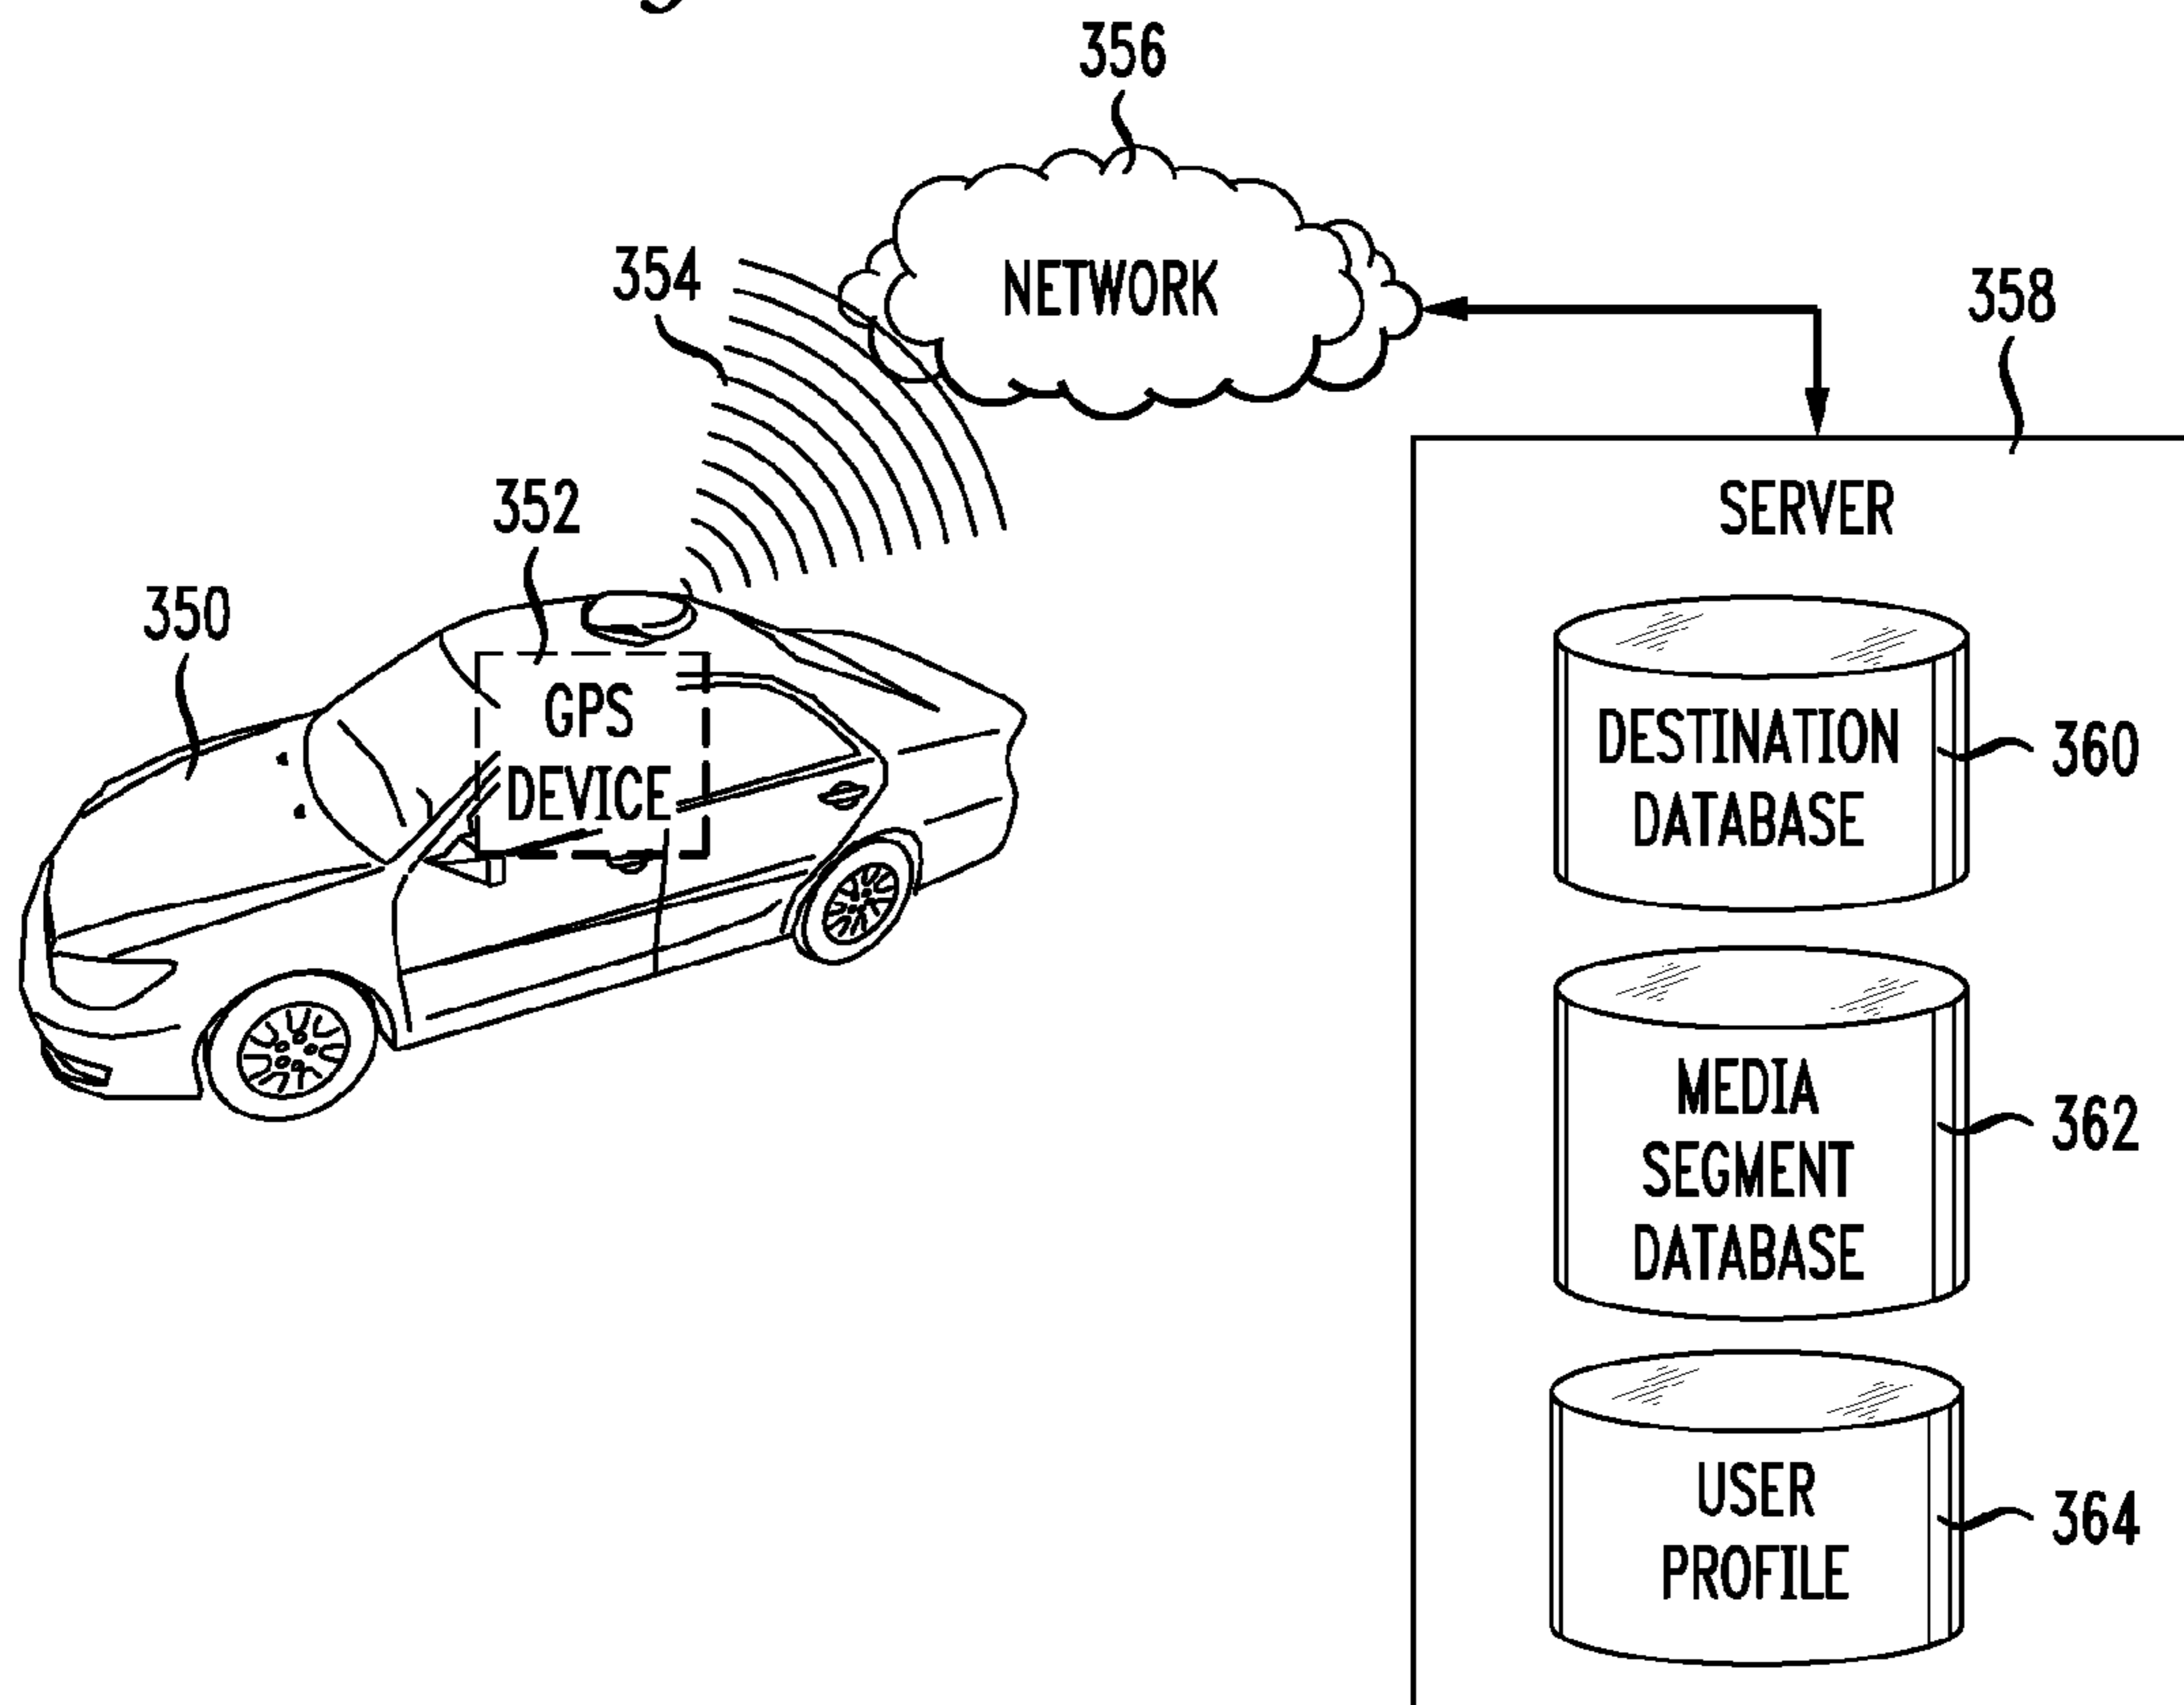 356
354
NETWORK
358
352
SERVER
350
GPS
DEVICE
DESTINATION
DATABASE
360
MEDIA
SEGMENT
DATABASE
362
USER
PROFILE
364